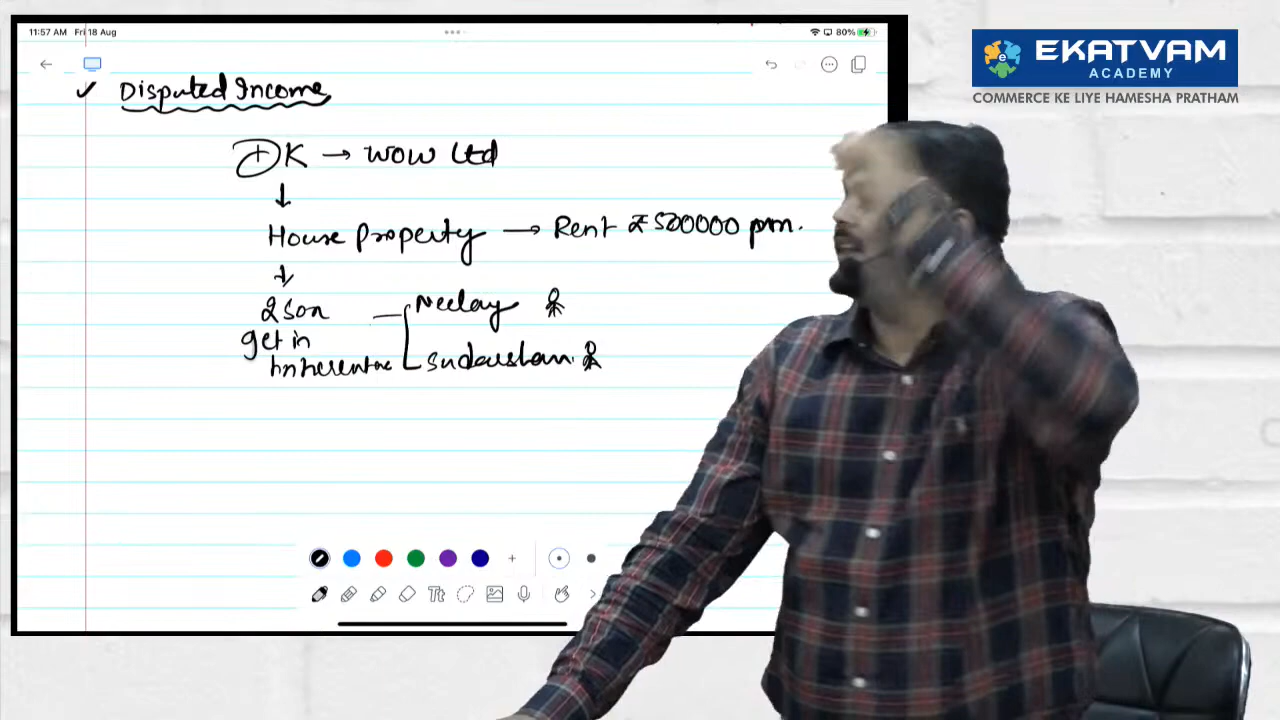 11:57 AM Fri 18 Aug
80%
✓ Disputed Income
DK → WOW Ltd
↓
House Property → Rent ₹500000 pm.
↓
2 son
Neelay
get in
Sudarshan
Tt
EKATVAM
ACADEMY
COMMERCE KE LIYE HAMESHA PRATHAM